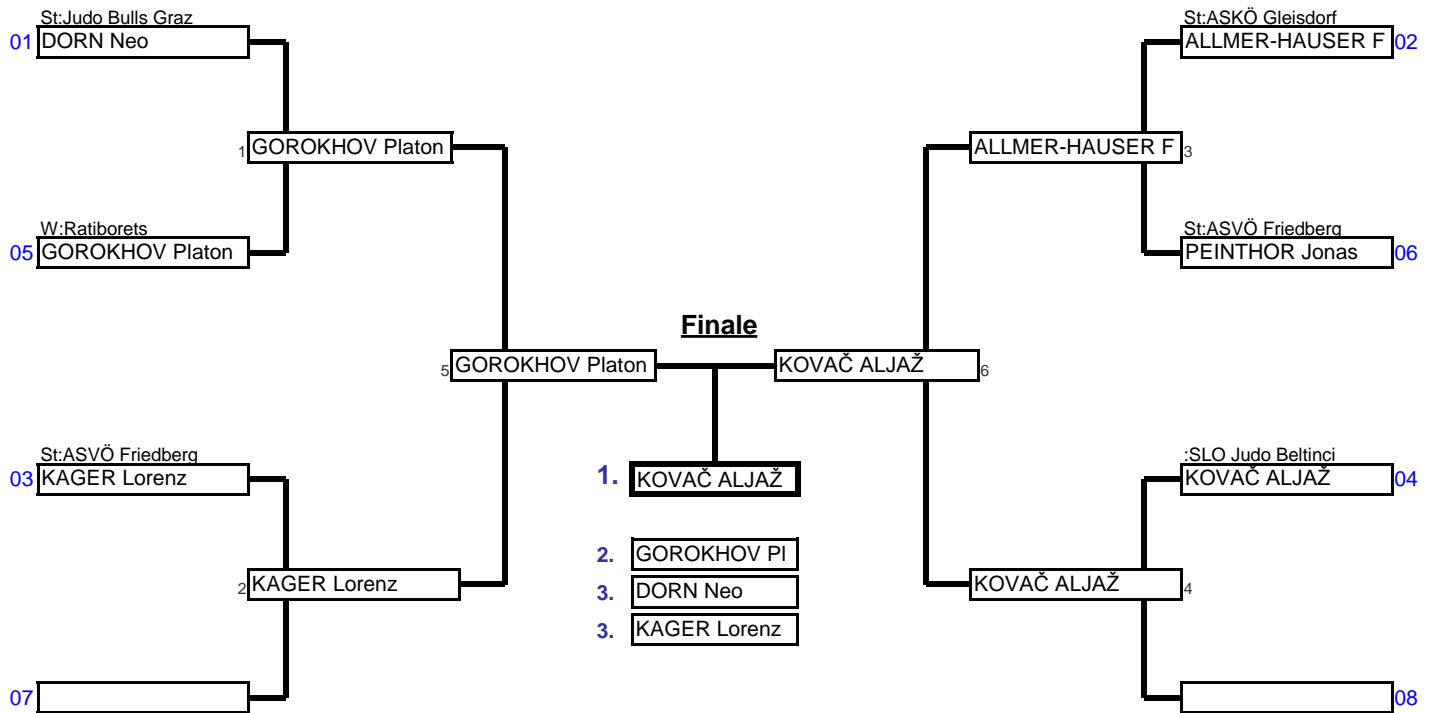 St:Judo Bulls Graz
01 DORN Neo
St:ASKÖ Gleisdorf
ALLMER-HAUSER F 02
1 GOROKHOV Platon
ALLMER-HAUSER F 3
W:Ratiborets
05 GOROKHOV Platon
St:ASVÖ Friedberg
PEINTHOR Jonas 06
Finale
5 GOROKHOV Platon
KOVAČ ALJAŽ 6
St:ASVÖ Friedberg
03 KAGER Lorenz
:SLO Judo Beltinci
KOVAČ ALJAŽ 04
1. KOVAČ ALJAŽ
2. GOROKHOV Pl
3. DORN Neo
3. KAGER Lorenz
2 KAGER Lorenz
KOVAČ ALJAŽ 4
07
08